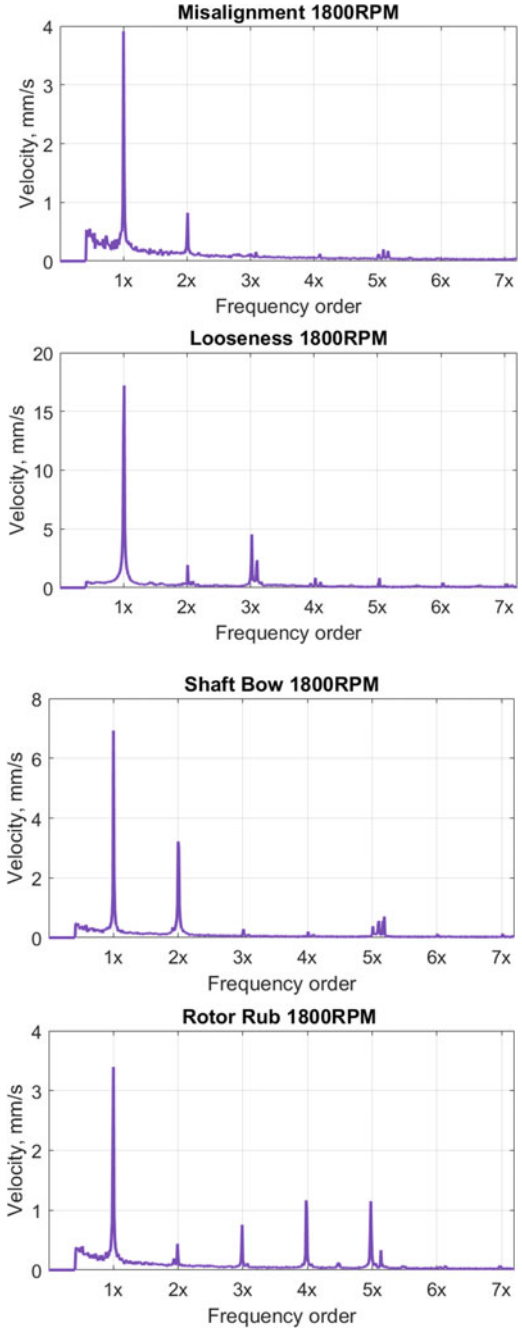 Misalignment 1800RPM
4
3
2
1
0
Velocity, mm/s
1x 2x 3x 4x 5x 6x 7x
Frequency order
Looseness 1800RPM
20
15
10
5
0
Velocity, mm/s
1x 2x 3x 4x 5x 6x 7x
Frequency order
Shaft Bow 1800RPM
8
6
4
2
0
Velocity, mm/s
1x 2x 3x 4x 5x 6x 7x
Frequency order
Rotor Rub 1800RPM
4
3
2
1
0
Velocity, mm/s
1x 2x 3x 4x 5x 6x 7x
Frequency order